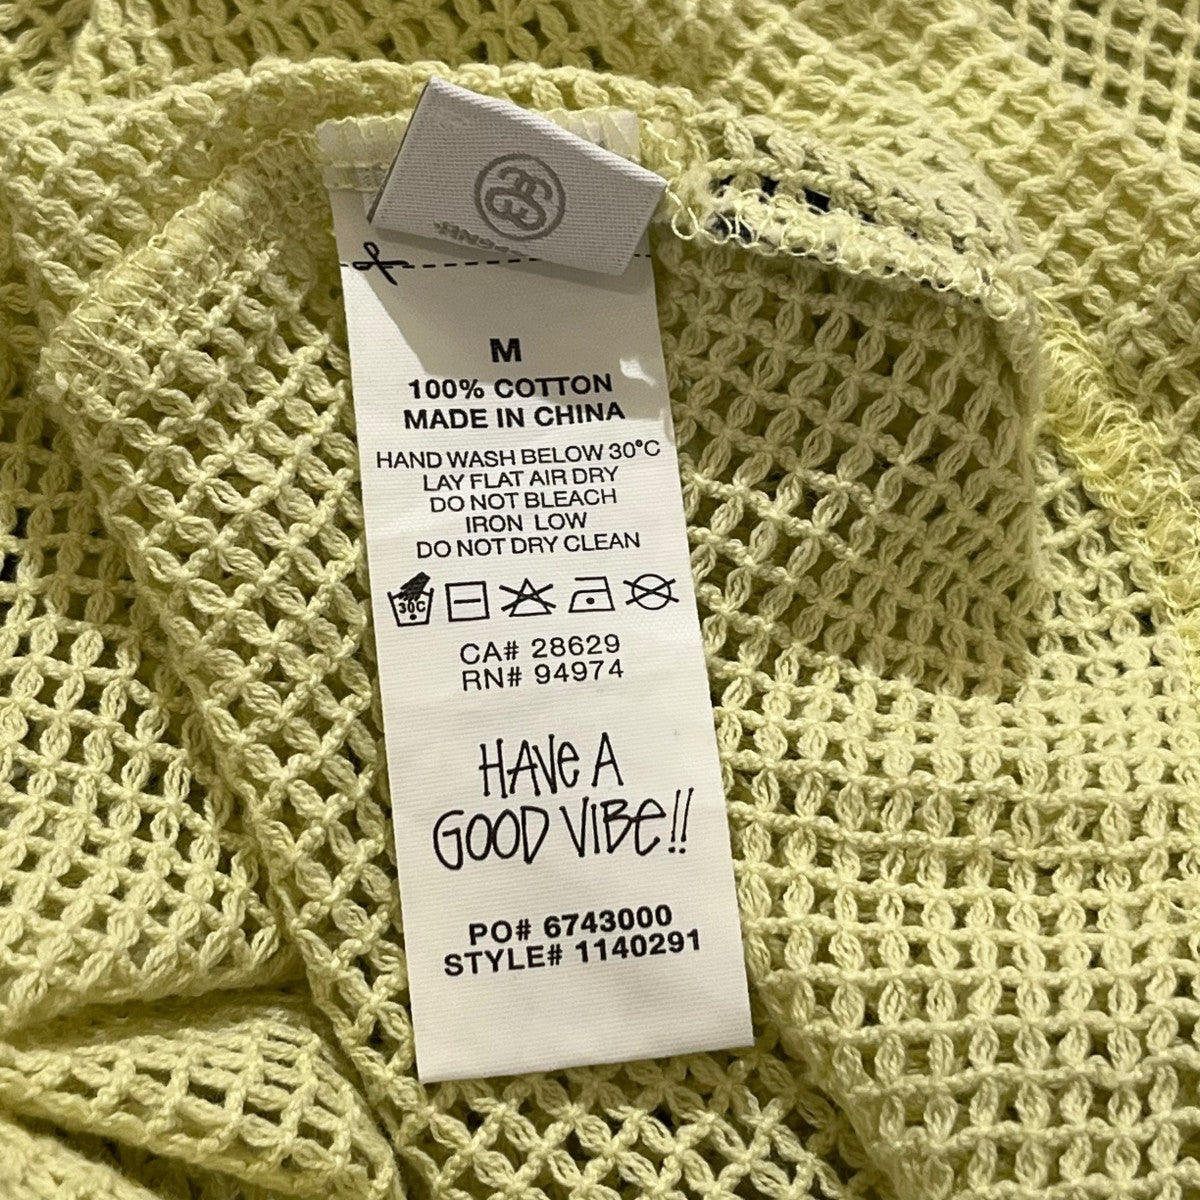 M
100% COTTON
MADE IN CHINA
HAND WASH BELOW 30°C
LAY FLAT AIR DRY
DO NOT BLEACH
IRON LOW
DO NOT DRY CLEAN
30C
CA# 28629
RN# 94974
HAVE A
GOOD VIBE!!
PO# 6743000
STYLE# 1140291